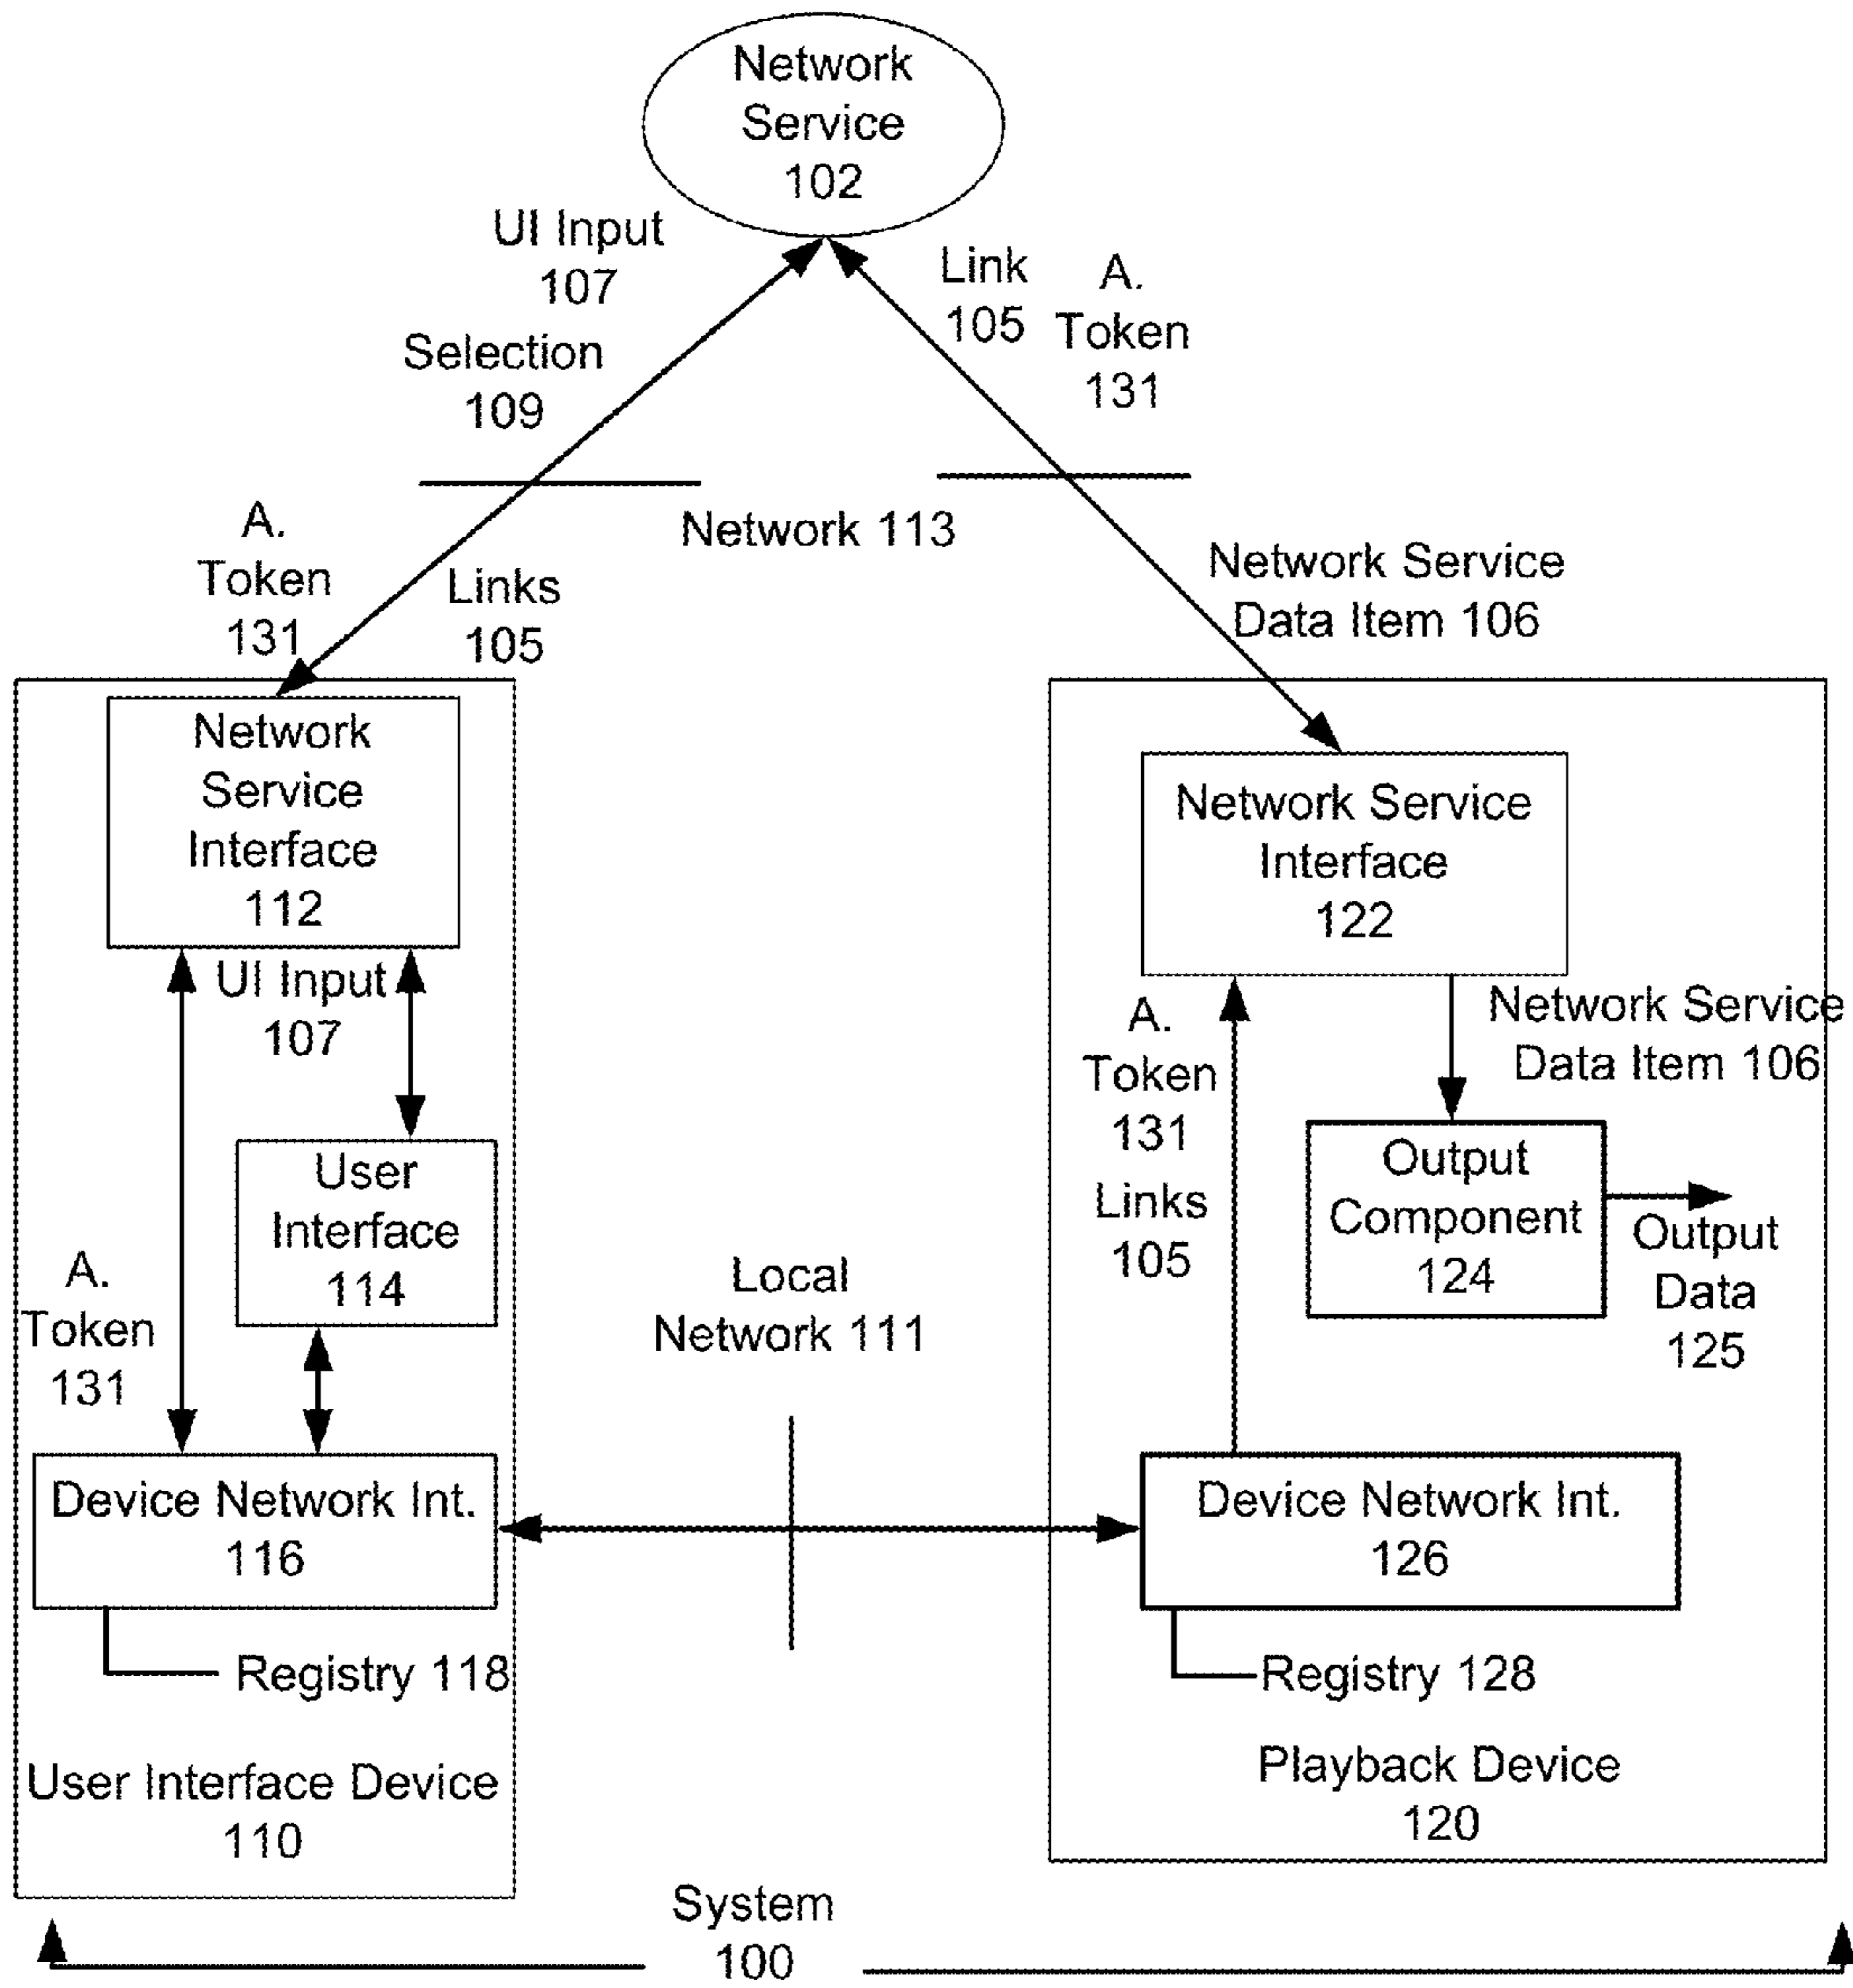 Network
Service
102
UI Input
107
Link
105
A.
Token
131
Selection
109
Network 113
A.
Token
131
Links
105
Network Service
Data Item 106
Network
Service
Interface
112
UI Input
107
User
Interface
114
A.
Token
131
Device Network Int.
116
Registry 118
User Interface Device
110
Local
Network 111
Network Service
Interface
122
A.
Token
131
Links
105
Network Service
Data Item 106
Output
Component
124
Output
Data
125
Device Network Int.
126
Registry 128
Playback Device
120
System
100